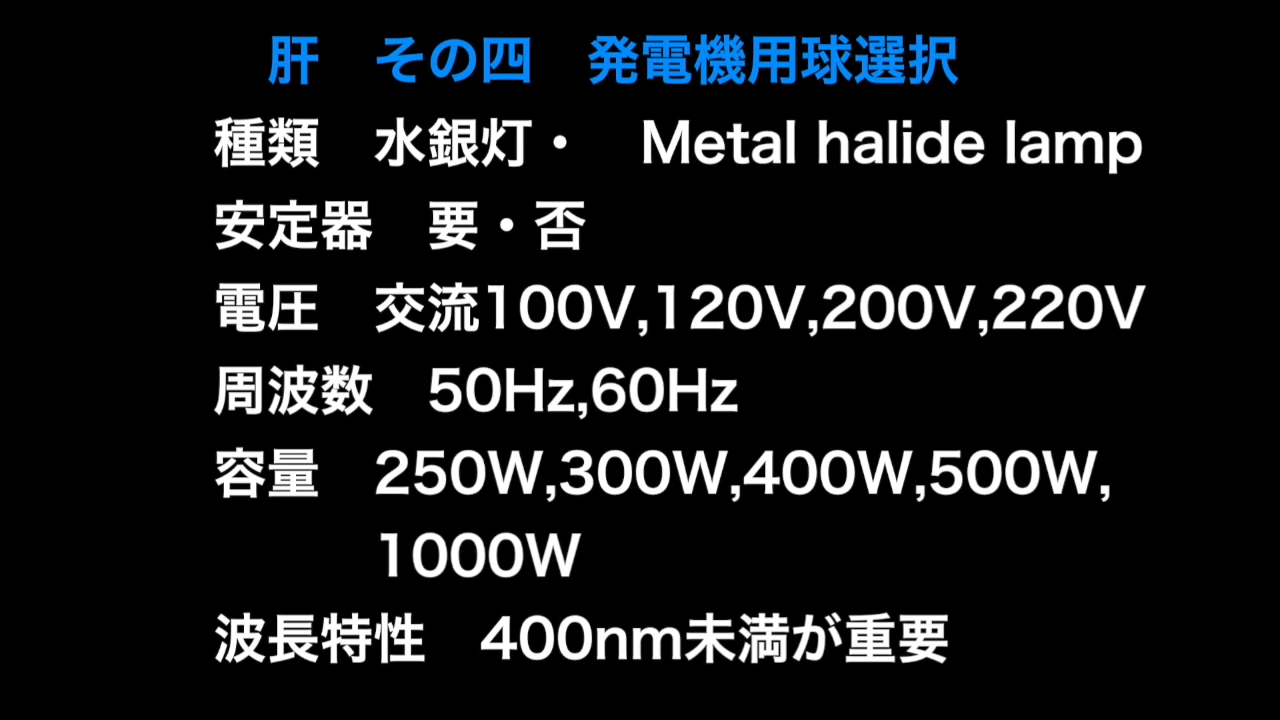 肝　その四　発電機用球選択
種類　水銀灯・　Metal halide lamp
安定器　要・否
電圧　交流100V,120V,200V,220V
周波数　50Hz,60Hz
容量　250W,300W,400W,500W,
1000W
波長特性　400nm未満が重要